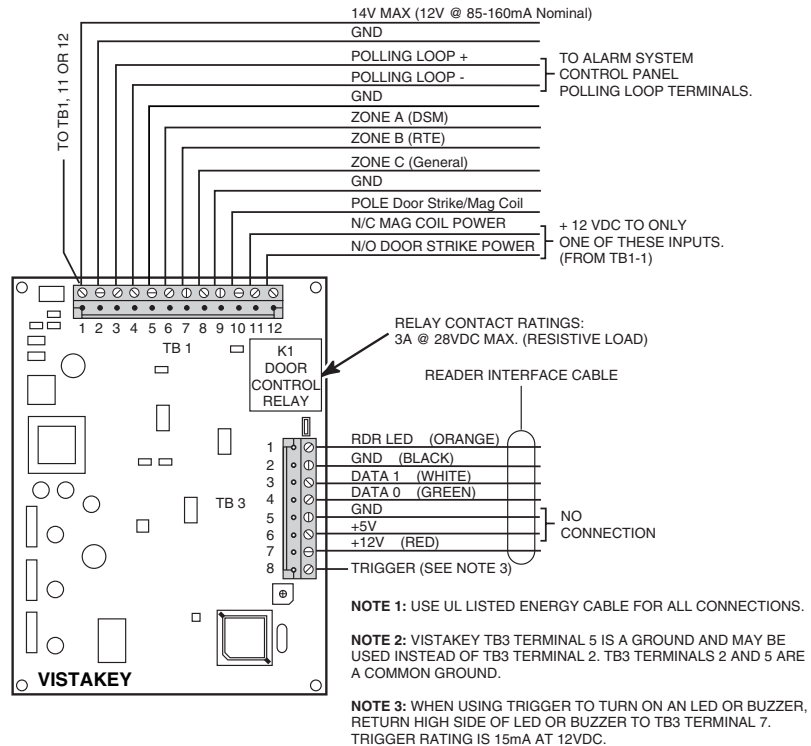 14V MAX (12V @ 85-160mA Nominal)
GND
POLLING LOOP +
POLLING LOOP -
TO ALARM SYSTEM
CONTROL PANEL
POLLING LOOP TERMINALS.
GND
ZONE A (DSM)
ZONE B (RTE)
ZONE C (General)
GND
POLE Door Strike/Mag Coil
N/C MAG COIL POWER
N/O DOOR STRIKE POWER
+ 12 VDC TO ONLY
ONE OF THESE INPUTS.
(FROM TB1-1)
TO TB1, 11 OR 12
1 2 3 4 5 6 7 8 9 10 11 12
TB 1
K1
DOOR
CONTROL
RELAY
RELAY CONTACT RATINGS:
3A @ 28VDC MAX. (RESISTIVE LOAD)
READER INTERFACE CABLE
1 RDR LED (ORANGE)
2 GND (BLACK)
3 DATA 1 (WHITE)
4 DATA 0 (GREEN)
5 GND
6 +5V
7 +12V (RED)
8 TRIGGER (SEE NOTE 3)
NO
CONNECTION
TB 3
VISTAKEY
NOTE 1: USE UL LISTED ENERGY CABLE FOR ALL CONNECTIONS.
NOTE 2: VISTAKEY TB3 TERMINAL 5 IS A GROUND AND MAY BE
USED INSTEAD OF TB3 TERMINAL 2. TB3 TERMINALS 2 AND 5 ARE
A COMMON GROUND.
NOTE 3: WHEN USING TRIGGER TO TURN ON AN LED OR BUZZER,
RETURN HIGH SIDE OF LED OR BUZZER TO TB3 TERMINAL 7.
TRIGGER RATING IS 15mA AT 12VDC.